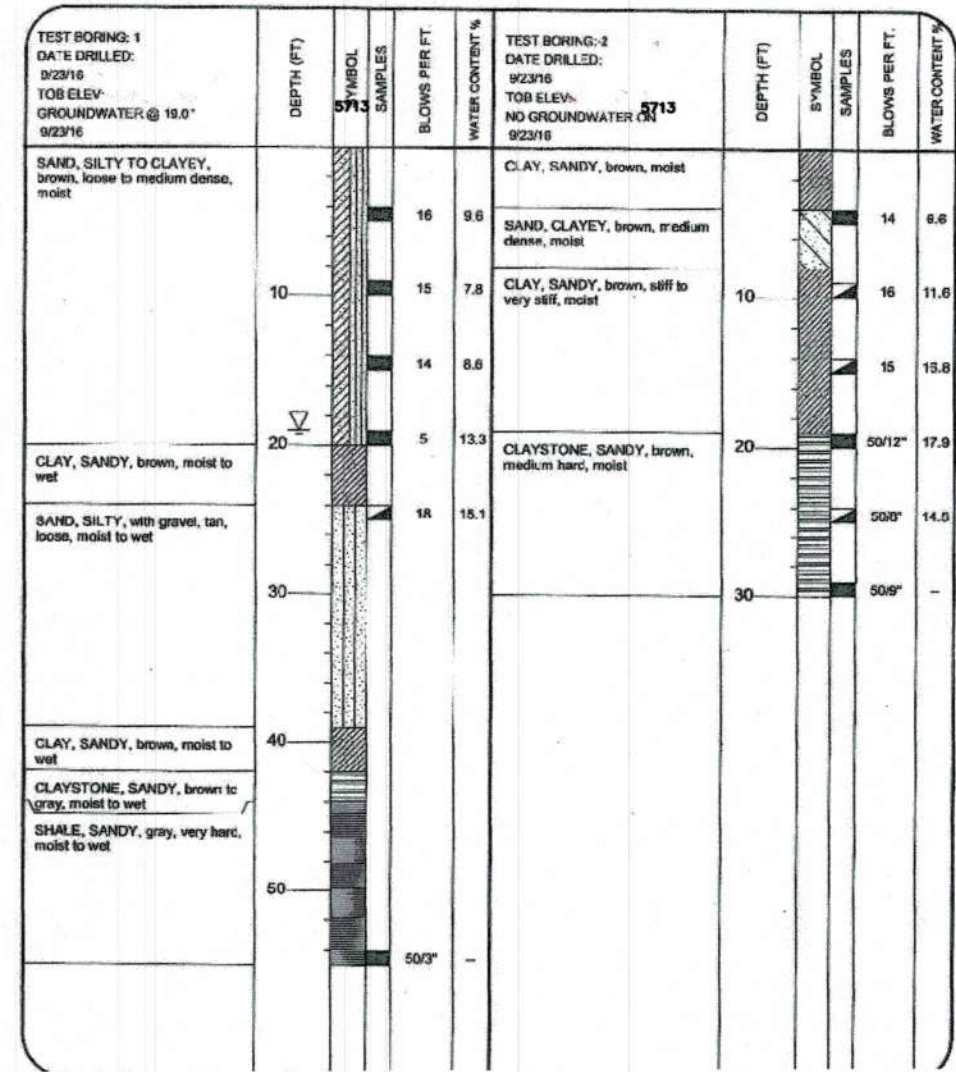 TEST BORING: 1
DATE DRILLED:
9/23/16
TOB ELEV
GROUNDWATER @ 19.0'
9/23/16
DEPTH (FT)
SYMBOL
5713
SAMPLES
BLOWS PER FT.
WATER CONTENT %
SAND, SILTY TO CLAYEY,
brown, loose to medium dense,
moist
16 9.6
10 15 7.8
14 8.6
20 5 13.3
CLAY, SANDY, brown, moist to
wet
SAND, SILTY, with gravel, tan,
loose, moist to wet
18 15.1
30
CLAY, SANDY, brown, moist to
wet
40
CLAYSTONE, SANDY, brown to
gray, moist to wet
SHALE, SANDY, gray, very hard,
moist to wet
50
50/3" --
TEST BORING: 2
DATE DRILLED:
9/23/16
TOB ELEV
5713
NO GROUNDWATER ON
9/23/16
DEPTH (FT)
SYMBOL
SAMPLES
BLOWS PER FT.
WATER CONTENT %
CLAY, SANDY, brown, moist
SAND, CLAYEY, brown, medium
dense, moist
14 6.6
CLAY, SANDY, brown, stiff to
very stiff, moist
10 16 11.6
15 15.8
CLAYSTONE, SANDY, brown,
medium hard, moist
20 50/12" 17.9
50/8"
30 50/9" --